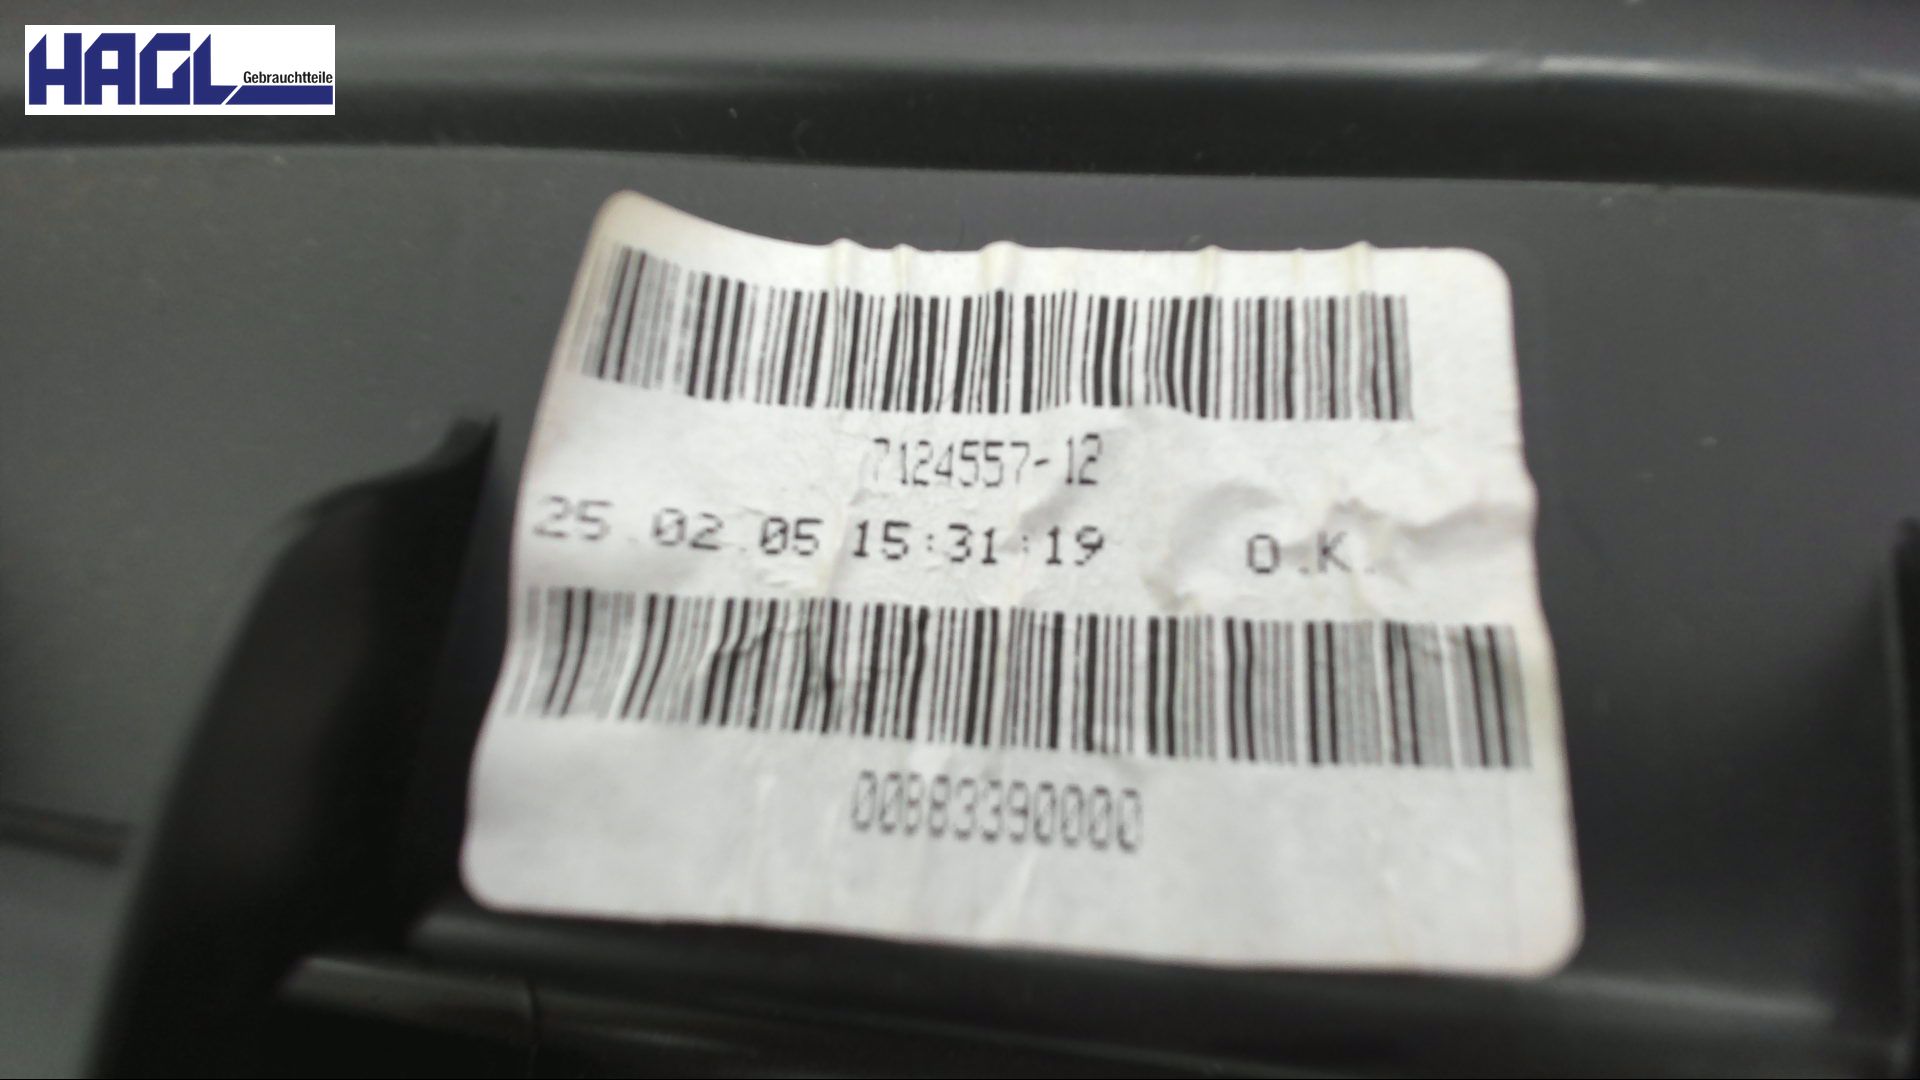 HAGL
Gebrauchtteile
7124557-12
25.02.05 15:31:19 O.K.
00883390000